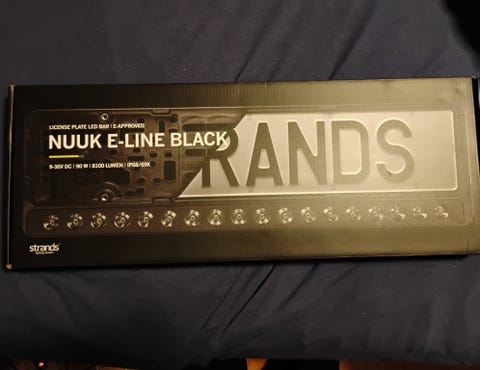 LICENSE PLATE LED BAR | E-APPROVED
NUUK E-LINE BLACK
RANDS
9-36V DC | 90 W | 8100 LUMEN | IP68/69K
strands